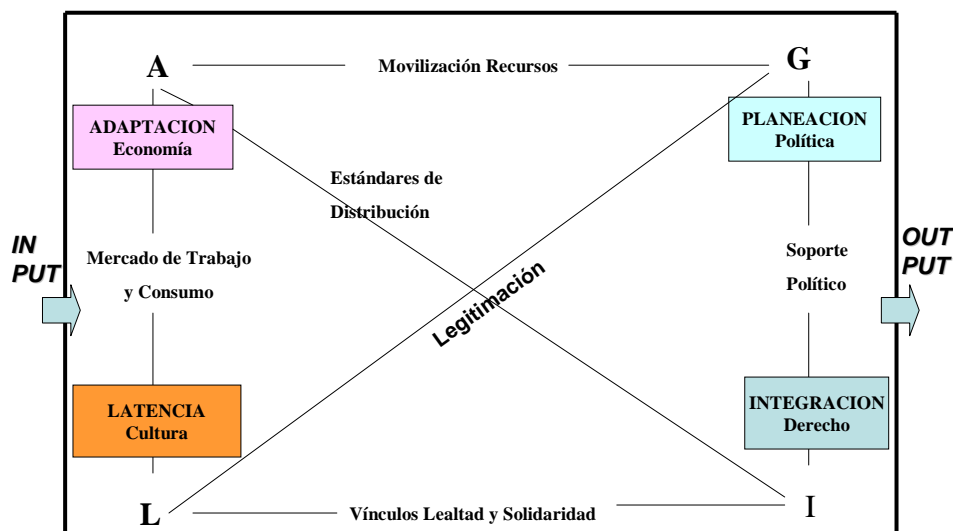 A
Movilización Recursos
G
ADAPTACION
Economía
PLANEACION
Política
Estándares de
Distribución
IN
PUT
Mercado de Trabajo
y Consumo
Legitimación
Soporte
Político
OUT
PUT
LATENCIA
Cultura
INTEGRACION
Derecho
L
Vínculos Lealtad y Solidaridad
I